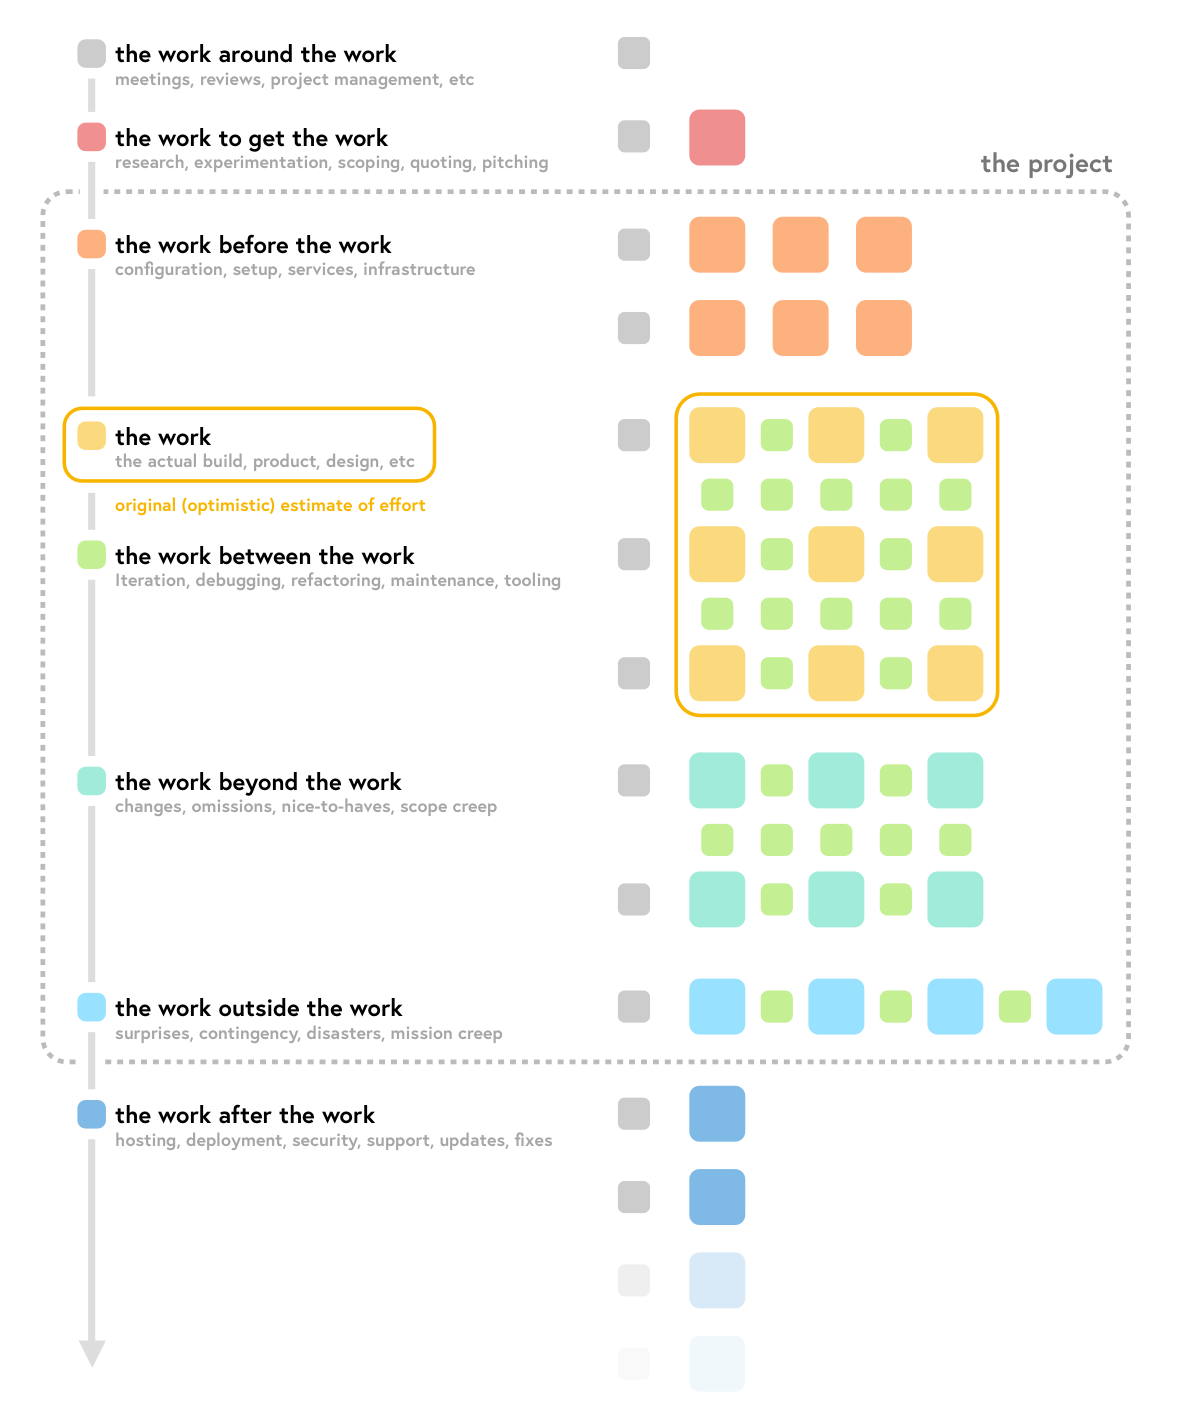 the work around the work
meetings, reviews, project management, etc
the work to get the work
research, experimentation, scoping, quoting, pitching
the project
the work before the work
configuration, setup, services, infrastructure
the work
the actual build, product, design, etc
original (optimistic) estimate of effort
the work between the work
Iteration, debugging, refactoring, maintenance, tooling
the work beyond the work
changes, omissions, nice-to-haves, scope creep
the work outside the work
surprises, contingency, disasters, mission creep
the work after the work
hosting, deployment, security, support, updates, fixes